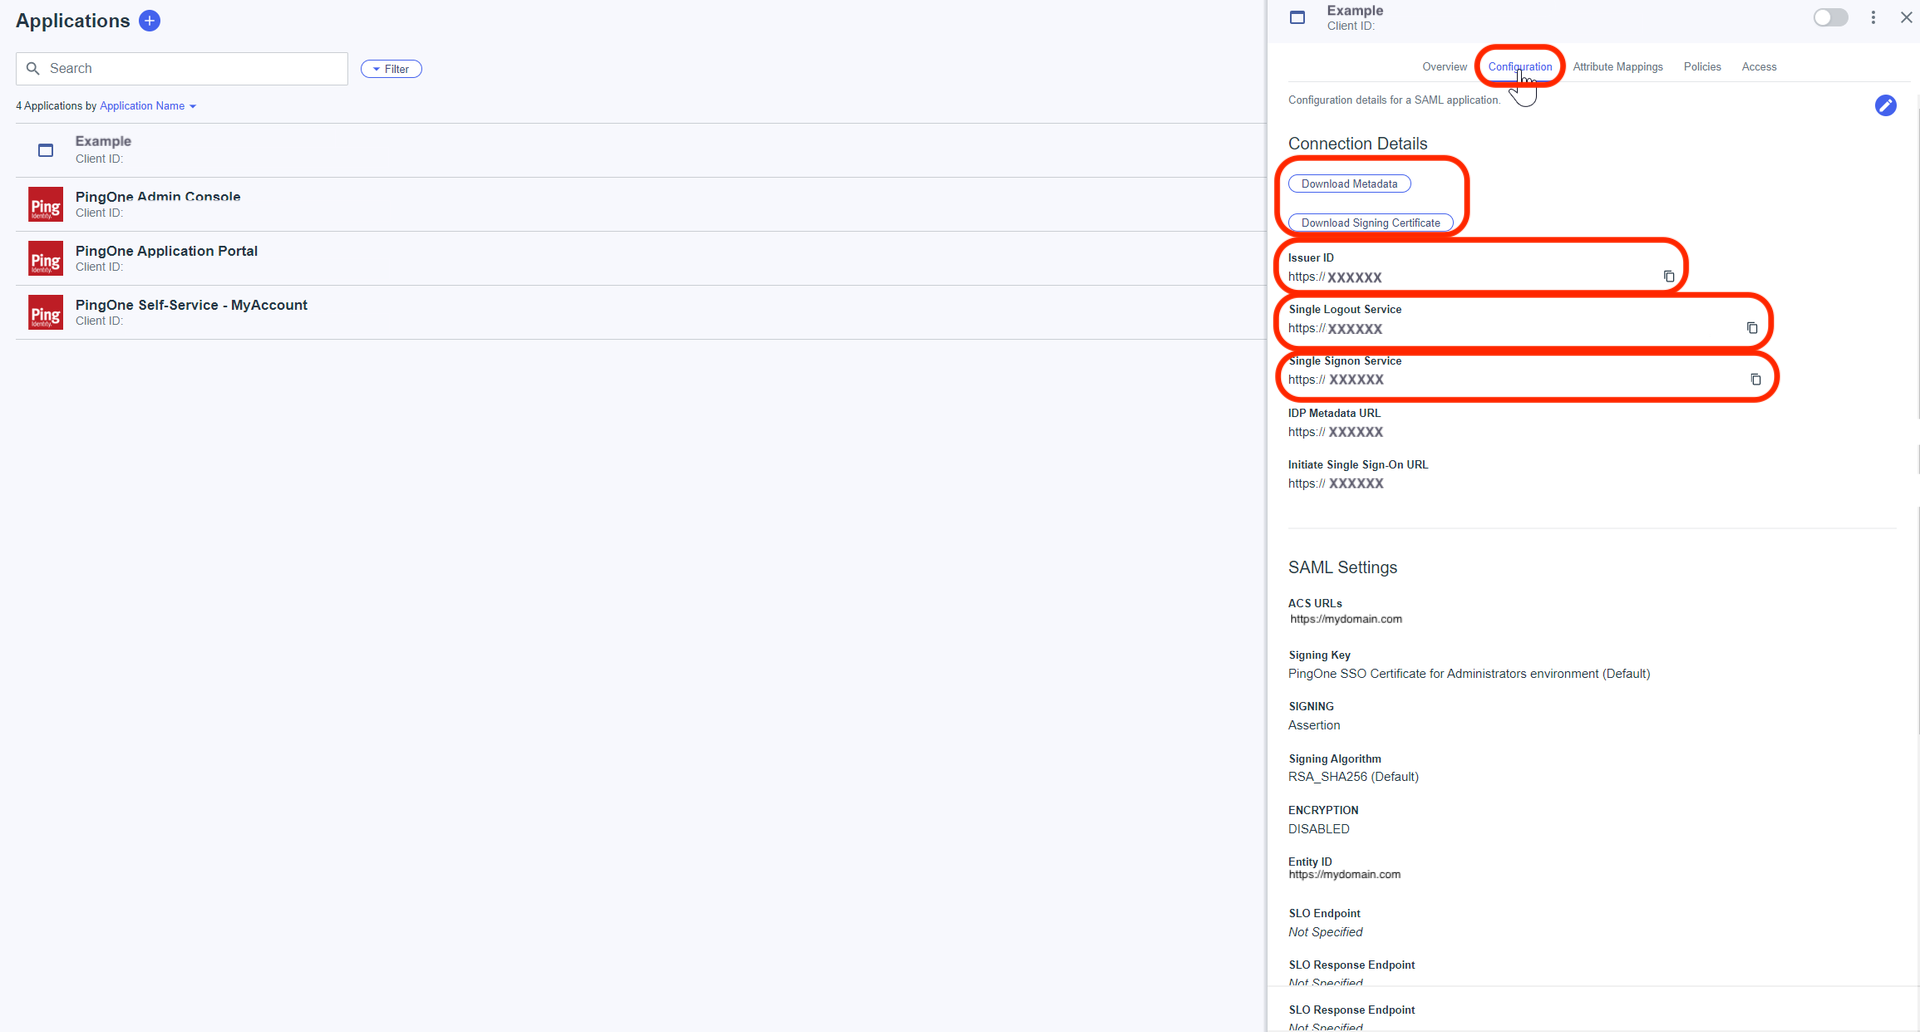 Applications
Search
Filter
4 Applications by Application Name
Example
Client ID:
Ping
Identity.
PingOne Admin Console
Client ID:
Ping
Identity.
PingOne Application Portal
Client ID:
Ping
Identity.
PingOne Self-Service - MyAccount
Client ID:
Example
Client ID:
Overview Configuration Attribute Mappings Policies Access
Configuration details for a SAML application.
Connection Details
Download Metadata
Download Signing Certificate
Issuer ID
https:// XXXXXX
Single Logout Service
https:// XXXXXX
Single Signon Service
https:// XXXXXX
IDP Metadata URL
https:// XXXXXX
Initiate Single Sign-On URL
https:// XXXXXX
SAML Settings
ACS URLs
https://mydomain.com
Signing Key
PingOne SSO Certificate for Administrators environment (Default)
SIGNING
Assertion
Signing Algorithm
RSA_SHA256 (Default)
ENCRYPTION
DISABLED
Entity ID
https://mydomain.com
SLO Endpoint
Not Specified
SLO Response Endpoint
Not Specified
SLO Response Endpoint
Not Specified